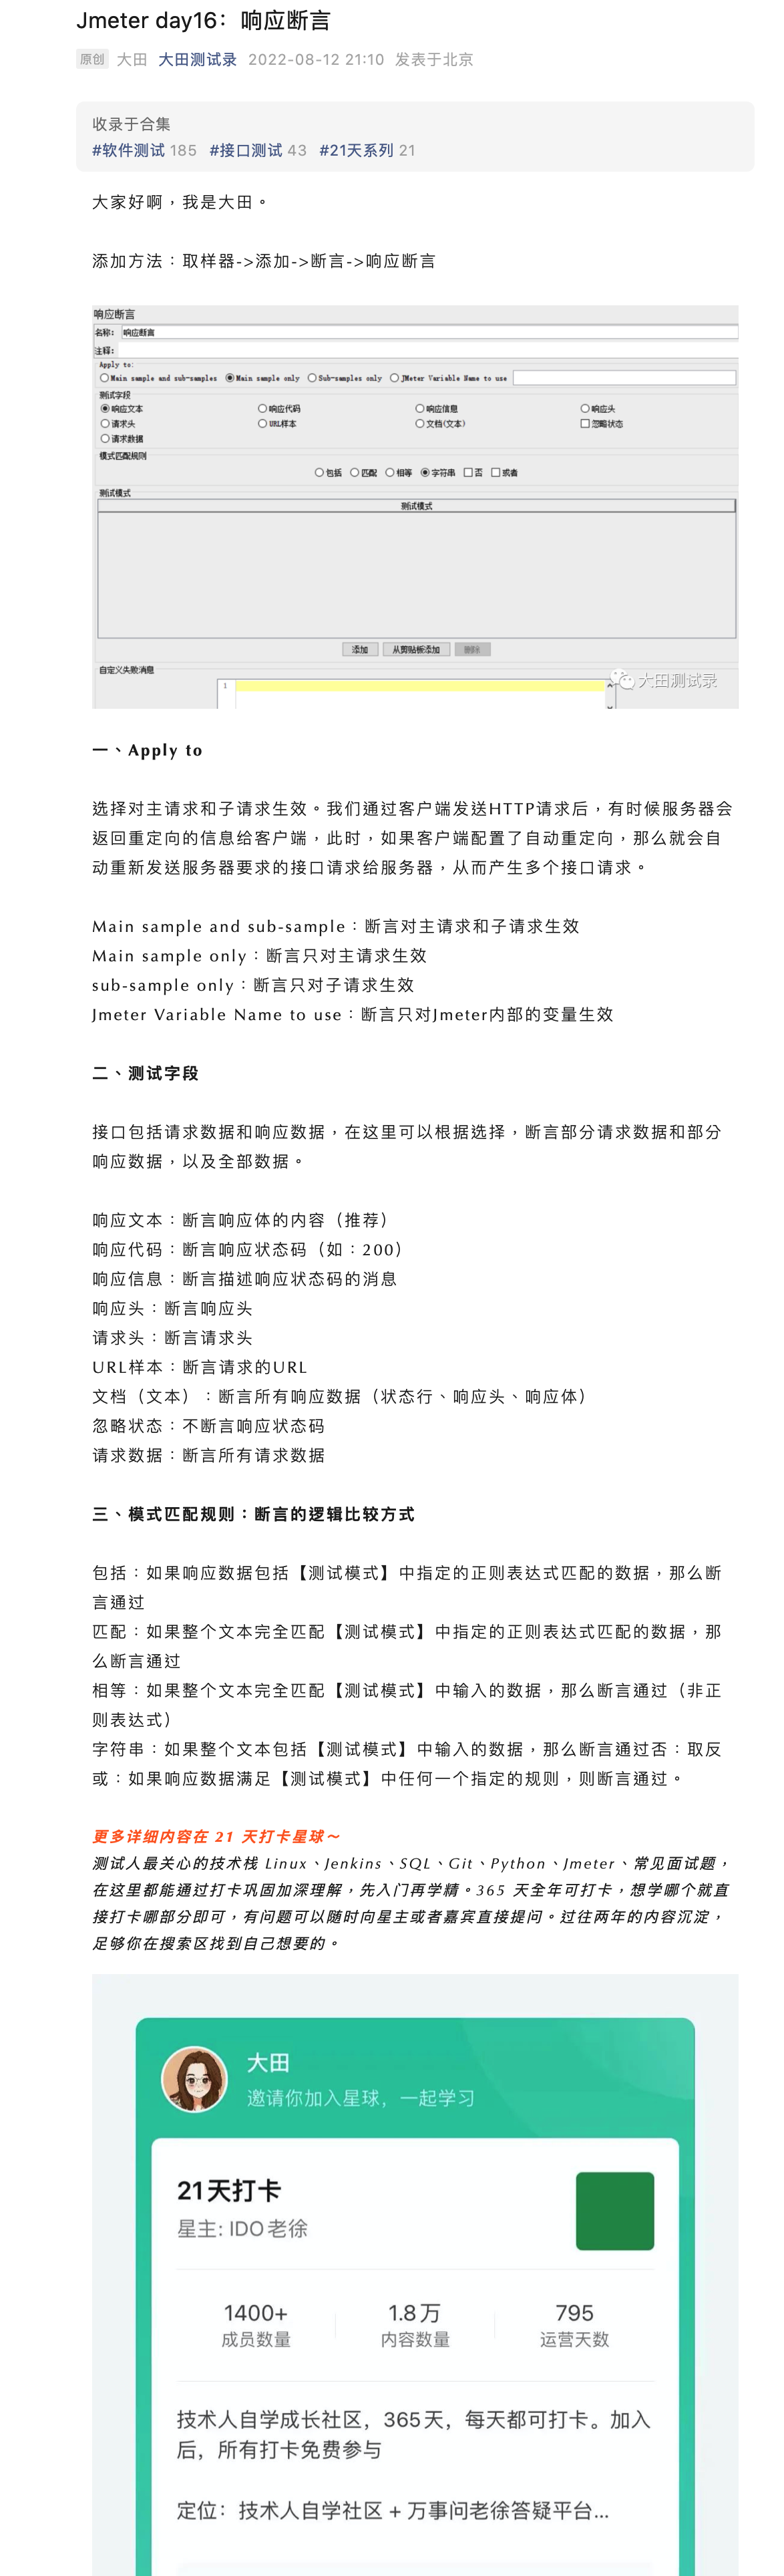 Jmeter day16：响应断言
原创 大田 大田测试录 2022-08-12 21:10 发表于北京
收录于合集
#软件测试 185 #接口测试 43 #21天系列 21
大家好啊，我是大田。
添加方法：取样器->添加->断言->响应断言
响应断言
名称： 响应断言
注释：
Apply to:
Main sample and sub-samples Main sample only Sub-samples only JMeter Variable Name to use
测试字段
响应文本 响应代码 响应信息 响应头
请求头 URL样本 文档(文本) 忽略状态
请求数据
模式匹配规则
包括 匹配 相等 字符串 否 或者
测试模式
测试模式
添加 从剪贴板添加 删除
自定义失败消息
1
大田测试录
一、Apply to
选择对主请求和子请求生效。我们通过客户端发送HTTP请求后，有时候服务器会
返回重定向的信息给客户端，此时，如果客户端配置了自动重定向，那么就会自
动重新发送服务器要求的接口请求给服务器，从而产生多个接口请求。
Main sample and sub-sample：断言对主请求和子请求生效
Main sample only：断言只对主请求生效
sub-sample only：断言只对子请求生效
Jmeter Variable Name to use：断言只对Jmeter内部的变量生效
二、测试字段
接口包括请求数据和响应数据，在这里可以根据选择，断言部分请求数据和部分
响应数据，以及全部数据。
响应文本：断言响应体的内容（推荐）
响应代码：断言响应状态码（如：200）
响应信息：断言描述响应状态码的消息
响应头：断言响应头
请求头：断言请求头
URL样本：断言请求的URL
文档（文本）：断言所有响应数据（状态行、响应头、响应体）
忽略状态：不断言响应状态码
请求数据：断言所有请求数据
三、模式匹配规则：断言的逻辑比较方式
包括：如果响应数据包括【测试模式】中指定的正则表达式匹配的数据，那么断
言通过
匹配：如果整个文本完全匹配【测试模式】中指定的正则表达式匹配的数据，那
么断言通过
相等：如果整个文本完全匹配【测试模式】中输入的数据，那么断言通过（非正
则表达式）
字符串：如果整个文本包括【测试模式】中输入的数据，那么断言通过否：取反
或：如果响应数据满足【测试模式】中任何一个指定的规则，则断言通过。
更多详细内容在 21 天打卡星球～
测试人最关心的技术栈 Linux、Jenkins、SQL、Git、Python、Jmeter、常见面试题，
在这里都能通过打卡巩固加深理解，先入门再学精。365 天全年可打卡，想学哪个就直
接打卡哪部分即可，有问题可以随时向星主或者嘉宾直接提问。过往两年的内容沉淀，
足够你在搜索区找到自己想要的。
大田
邀请你加入星球，一起学习
21天打卡
星主: IDO老徐
1400+ 1.8万 795
成员数量 内容数量 运营天数
技术人自学成长社区，365天，每天都可打卡。加入
后，所有打卡免费参与
定位：技术人自学社区 + 万事问老徐答疑平台...